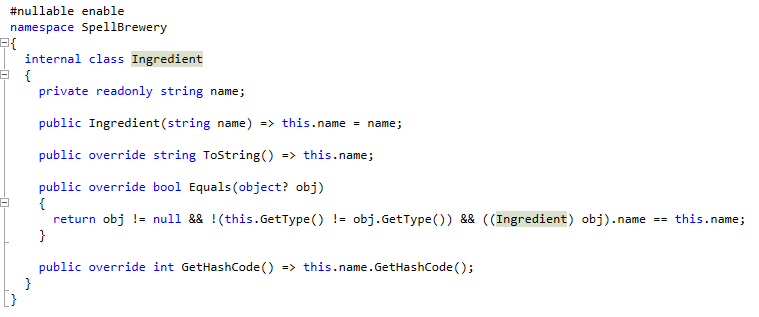 #nullable enable
namespace SpellBrewery
{
  internal class Ingredient
  {
    private readonly string name;

    public Ingredient(string name) => this.name = name;

    public override string ToString() => this.name;

    public override bool Equals(object? obj)
    {
      return obj != null && !(this.GetType() != obj.GetType()) && ((Ingredient) obj).name == this.name;
    }

    public override int GetHashCode() => this.name.GetHashCode();
  }
}